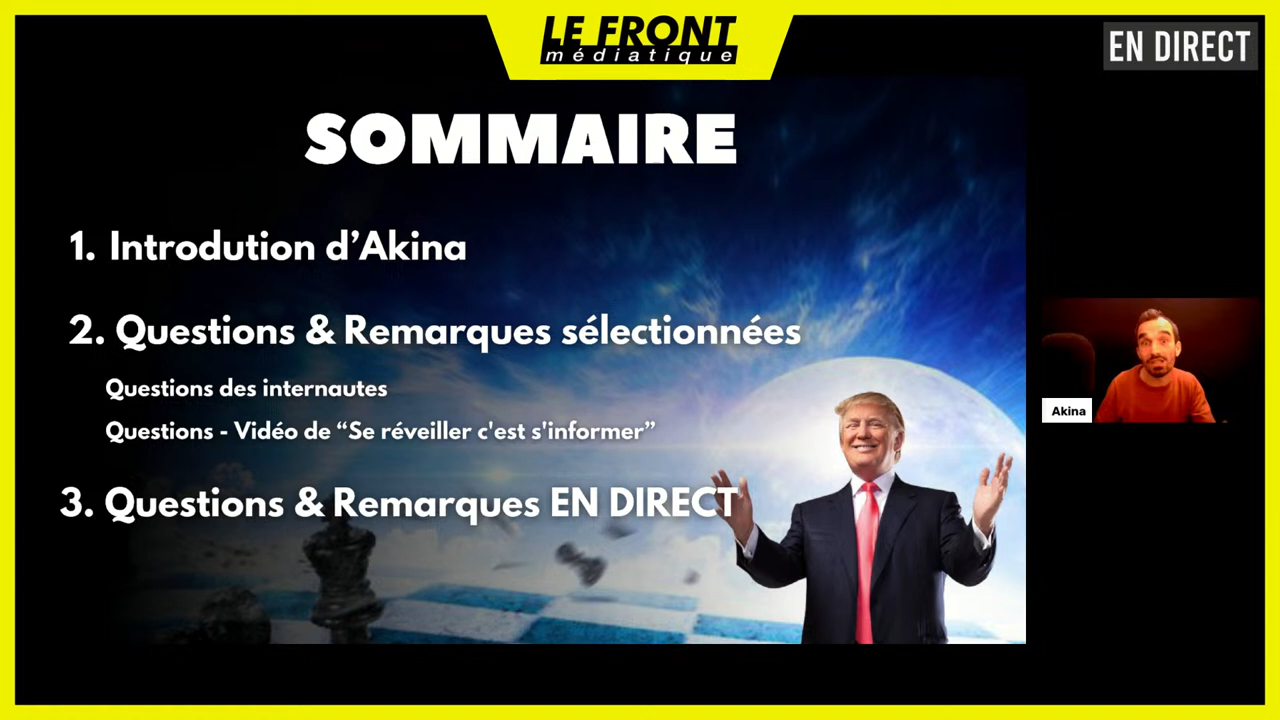 LE FRONT
médiatique
EN DIRECT
SOMMAIRE
1. Introdution d’Akina
2. Questions & Remarques sélectionnées
Questions des internautes
Questions - Vidéo de “Se réveiller c'est s'informer”
3. Questions & Remarques EN DIRECT
Akina